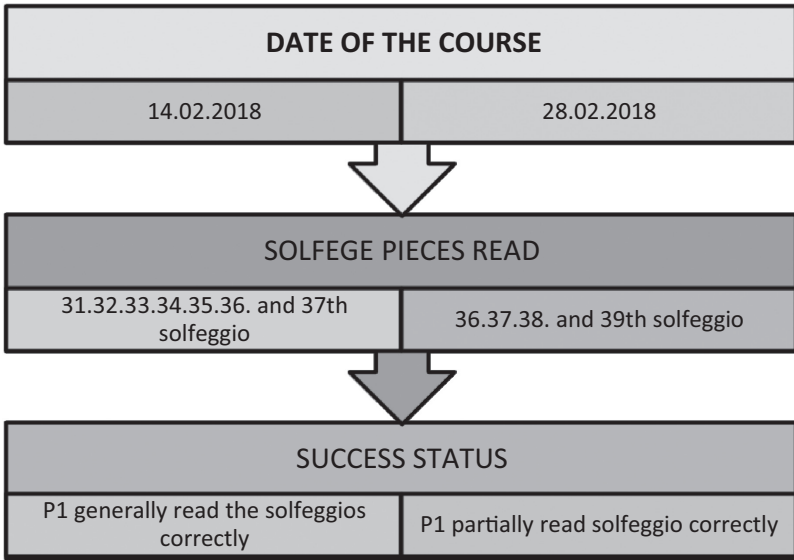 DATE OF THE COURSE
14.02.2018
28.02.2018
SOLFEGE PIECES READ
31.32.33.34.35.36. and 37th
solfeggio
36.37.38. and 39th solfeggio
SUCCESS STATUS
P1 generally read the solfeggios
correctly
P1 partially read solfeggio correctly